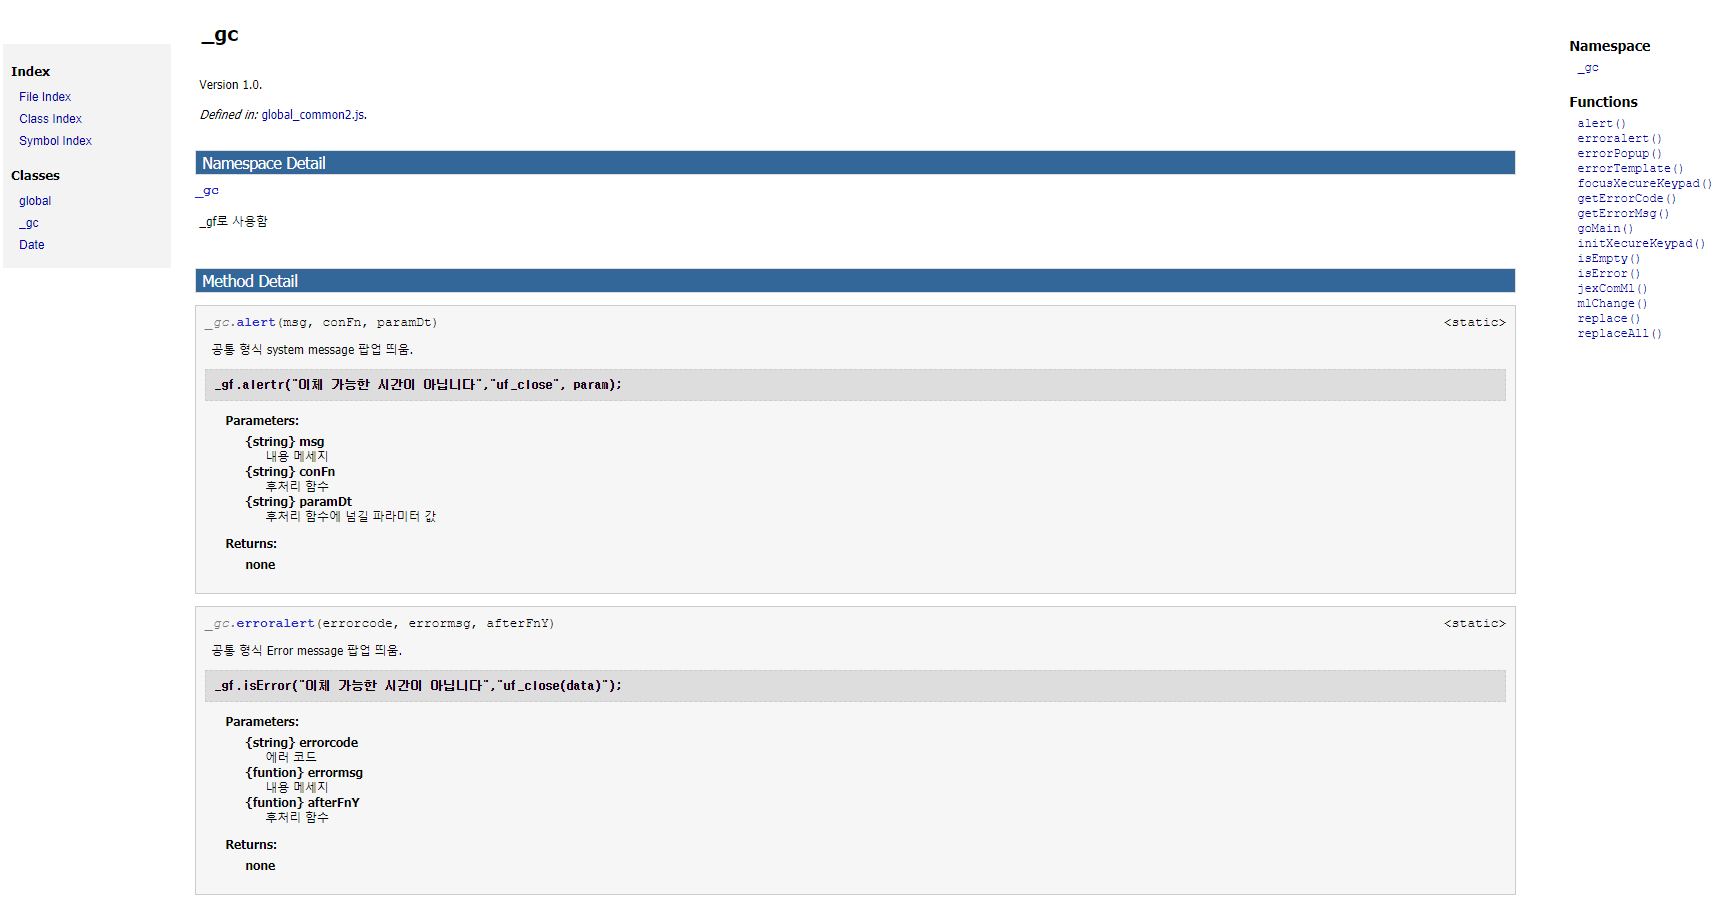 Index
File Index
Class Index
Symbol Index
Classes
global
_gc
Date
_gc
Version 1.0.
Defined in: global_common2.js.
Namespace Detail
_gc
_gf로 사용함
Method Detail
_gc.alert(msg, conFn, paramDt) <static>
공통 형식 system message 팝업 띄움.
_gf.alertr("이체 가능한 시간이 아닙니다","uf_close", param);
Parameters:
{string} msg
내용 메세지
{string} conFn
후처리 함수
{string} paramDt
후처리 함수에 넘길 파라미터 값
Returns:
none
_gc.erroralert(errorcode, errormsg, afterFnY) <static>
공통 형식 Error message 팝업 띄움.
_gf.isError("이체 가능한 시간이 아닙니다","uf_close(data)");
Parameters:
{string} errorcode
에러 코드
{funtion} errormsg
내용 메세지
{funtion} afterFnY
후처리 함수
Returns:
none
Namespace
_gc
Functions
alert()
erroralert()
errorPopup()
errorTemplate()
focusXecureKeypad()
getErrorCode()
getErrorMsg()
goMain()
initXecureKeypad()
isEmpty()
isError()
jexComMl()
mlChange()
replace()
replaceAll()